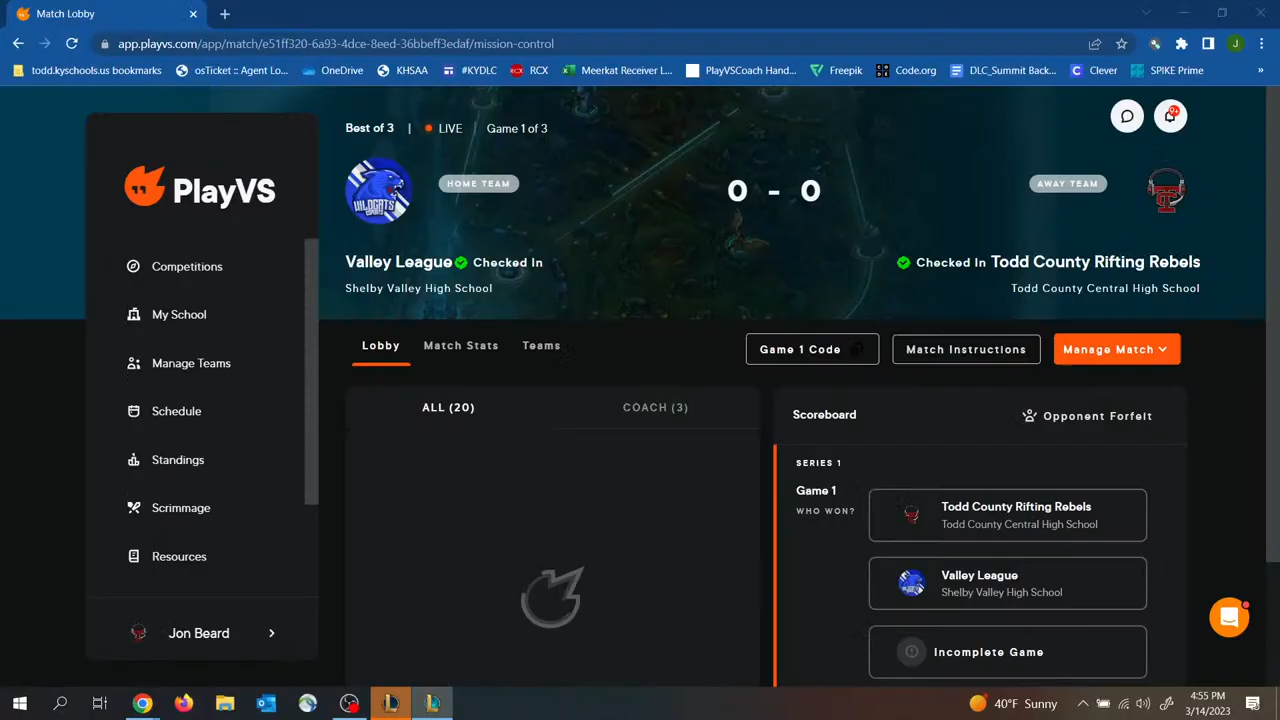 Match Lobby
app.playvs.com/app/match/e51ff320-6a93-4dce-8eed-36bbeff3edaf/mission-control
J
todd.kyschools.us bookmarks
osTicket :: Agent Lo...
OneDrive
KHSAA
#KYDLC
RCX
RCX
Meerkat Receiver L...
PlayVSCoach Hand...
Freepik
Code.org
DLC_Summit Back...
Clever
SPIKE Prime
»
Best of 3 | LIVE Game 1 of 3
9+
PlayVS
WILDCATS
ESPORTS
HOME TEAM
0 - 0
AWAY TEAM
Valley League Checked In
Shelby Valley High School
Checked In Todd County Rifting Rebels
Todd County Central High School
Competitions
My School
Manage Teams
Schedule
Standings
Scrimmage
Resources
Jon Beard
Lobby
Match Stats
Teams
Game 1 Code
Match Instructions
Manage Match
ALL (20)
COACH (3)
Scoreboard
Opponent Forfeit
SERIES 1
Game 1
WHO WON?
Todd County Rifting Rebels
Todd County Central High School
Valley League
Shelby Valley High School
Incomplete Game
40°F Sunny
4:55 PM
3/14/2023